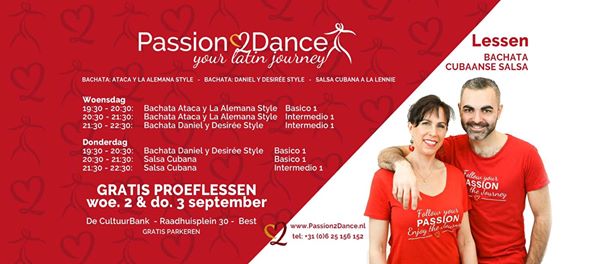 Passion2Dance
your latin journey
BACHATA: ATACA Y LA ALEMANA STYLE - BACHATA: DANIEL Y DESIRÉE STYLE - SALSA CUBANA A LA LENNIE
Woensdag
19:30 - 20:30: Bachata Ataca y La Alemana Style Basico 1
20:30 - 21:30: Bachata Ataca y La Alemana Style Intermedio 1
21:30 - 22:30: Bachata Daniel y Desirée Style Intermedio 1
Donderdag
19:30 - 20:30: Bachata Daniel y Desirée Style Basico 1
20:30 - 21:30: Salsa Cubana Basico 1
21:30 - 22:30: Salsa Cubana Intermedio 1
GRATIS PROEFLESSEN
woe. 2 & do. 3 september
De CultuurBank - Raadhuisplein 30 - Best
GRATIS PARKEREN
www.Passion2Dance.nl
tel: +31 (0)6 25 156 152
Lessen
BACHATA
CUBAANSE SALSA
Follow your
PASSION
Enjoy the Journey
Follow your
PASSION
Enjoy the Journey